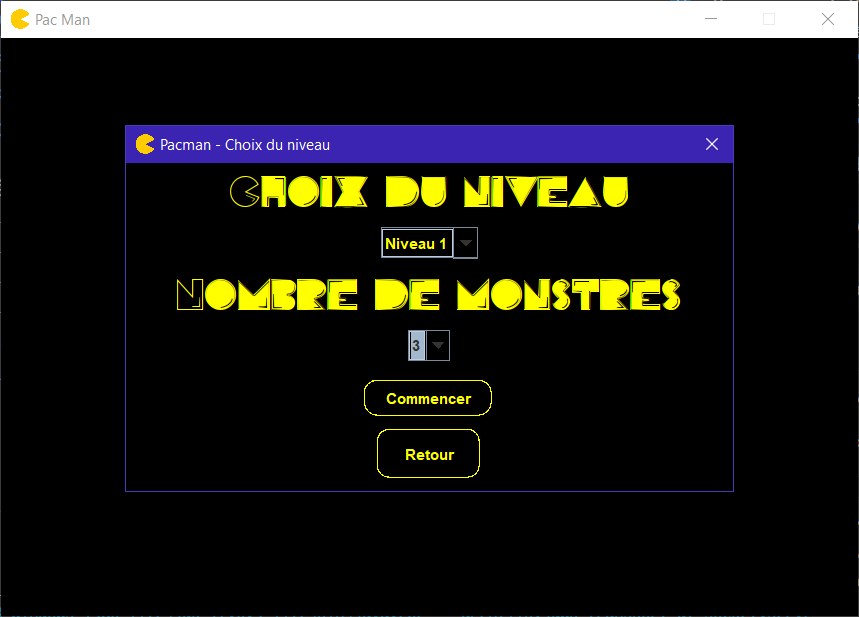 Pac Man
Pacman - Choix du niveau
Choix du niveau
Niveau 1
Nombre de monstres
3
Commencer
Retour